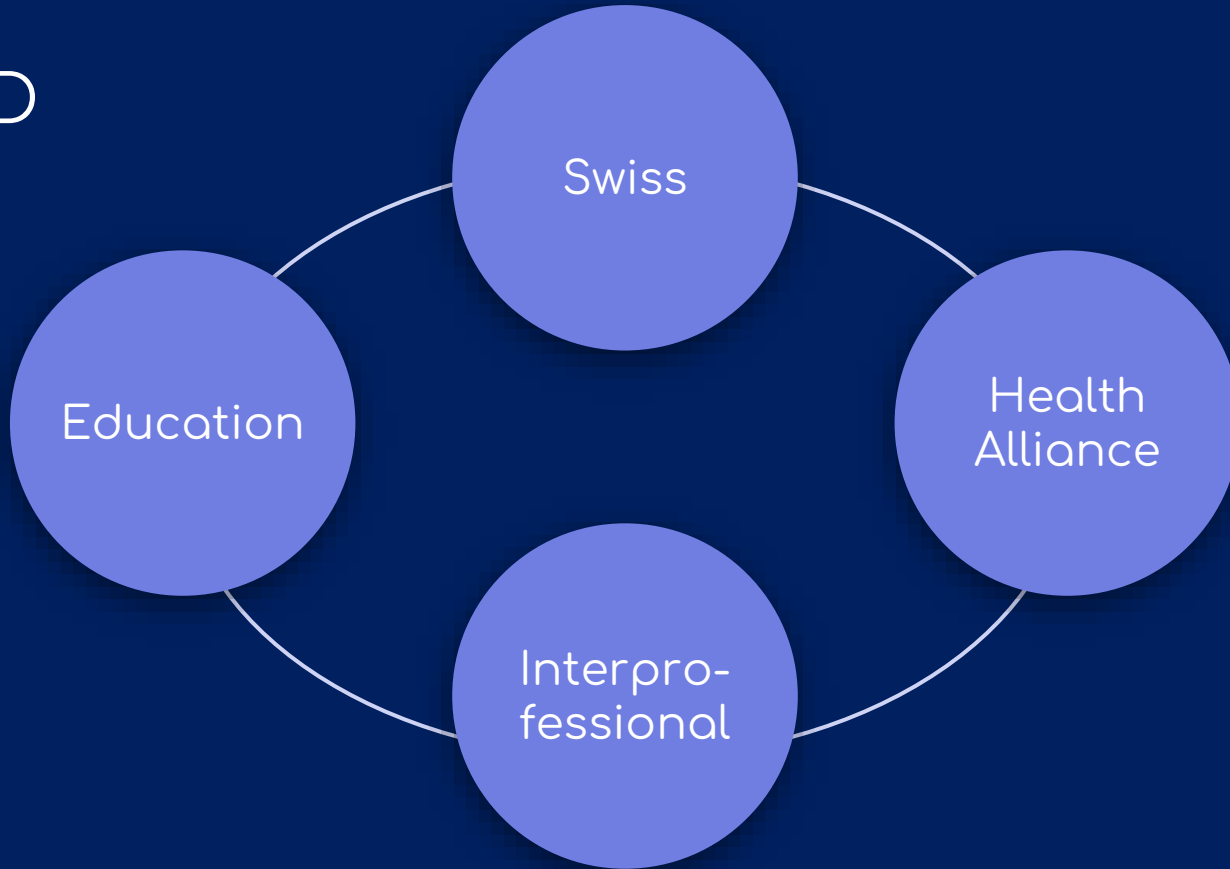 Swiss
Education
Health
Alliance
Interpro-
fessional